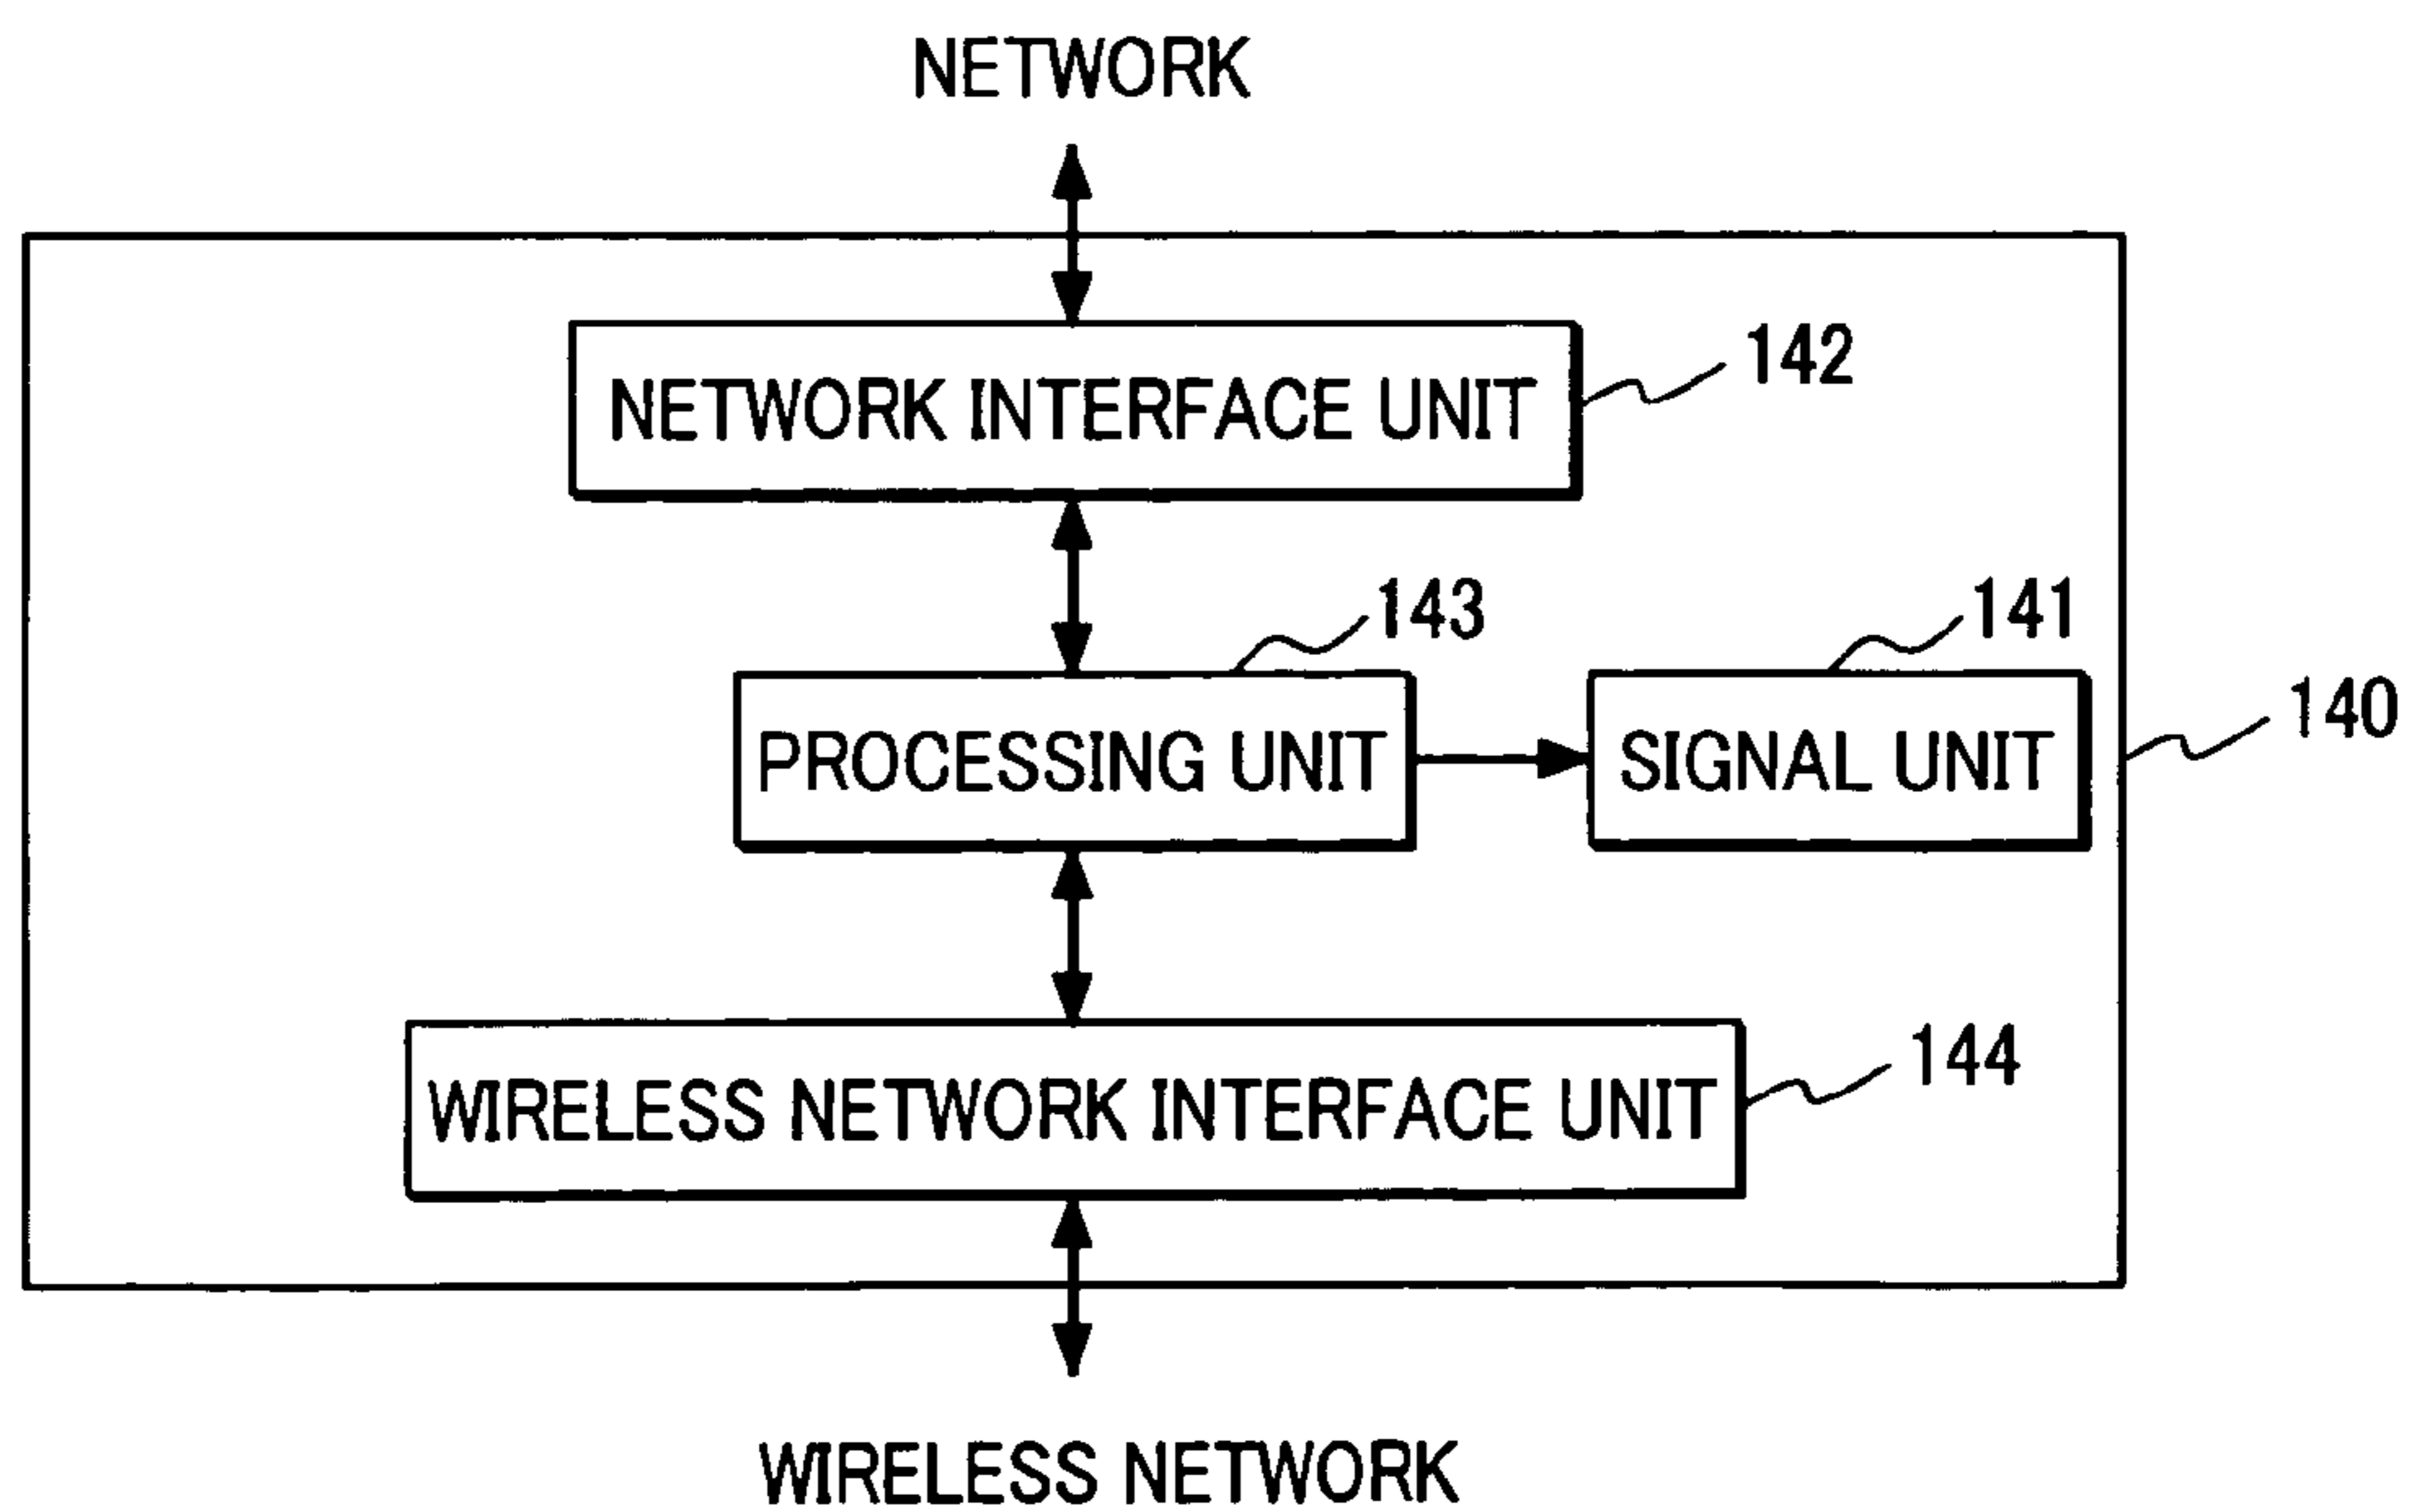 NETWORK
142
NETWORK INTERFACE UNIT
143
141
140
PROCESSING UNIT
SIGNAL UNIT
144
WIRELESS NETWORK INTERFACE UNIT
WIRELESS NETWORK